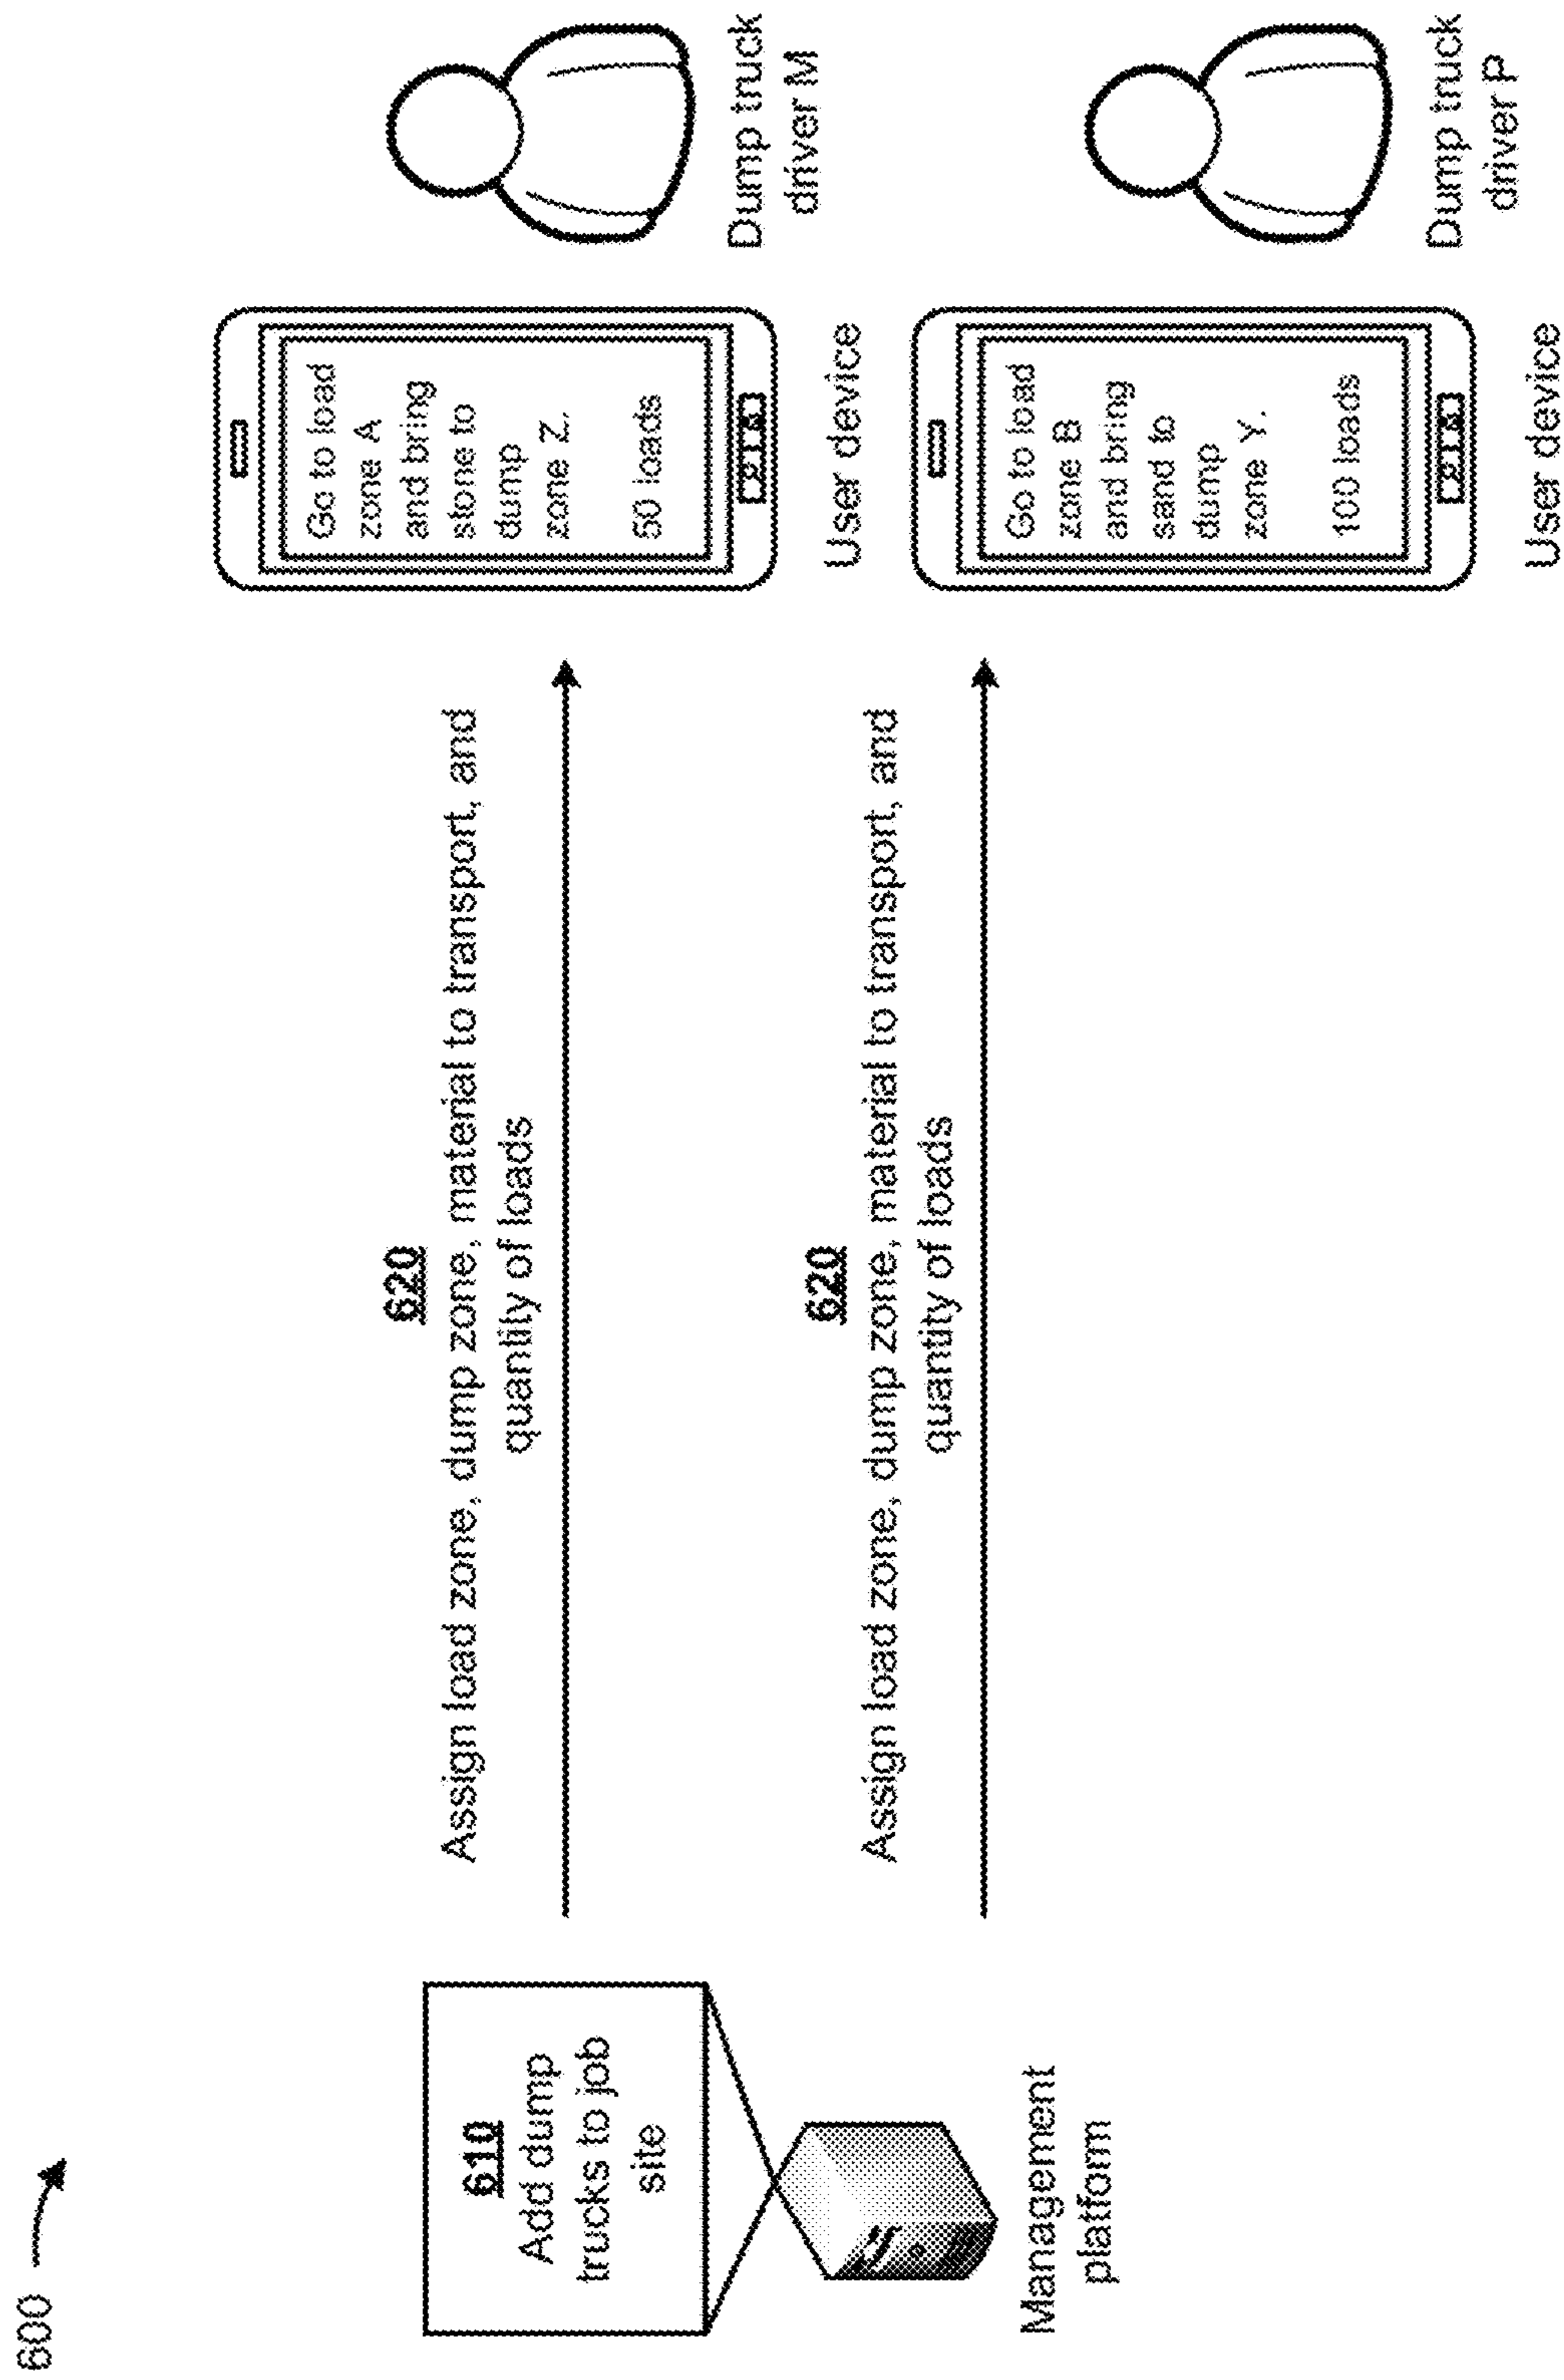 600
610
Add dump
trucks to job
site
Management
platform
620
Assign load zone, dump zone, material to transport, and
quantity of loads
620
Assign load zone, dump zone, material to transport, and
quantity of loads
Go to load
zone A
and bring
stone to
dump
zone Z.
50 loads
User device
Dump truck
driver M
Go to load
zone B
and bring
sand to
dump
zone Y.
100 loads
User device
Dump truck
driver P